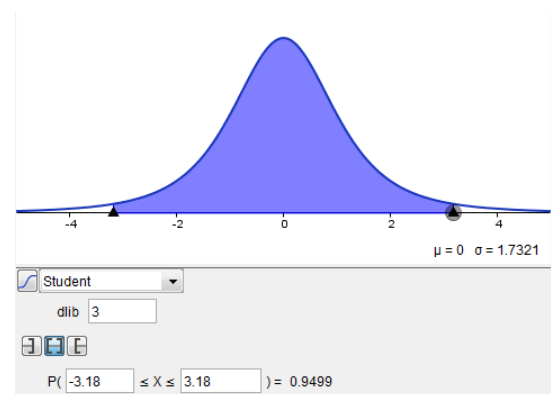 -4 -2 0 2 4
μ = 0 σ = 1.7321
Student
dlib 3
P( -3.18 ≤ X ≤ 3.18 ) = 0.9499